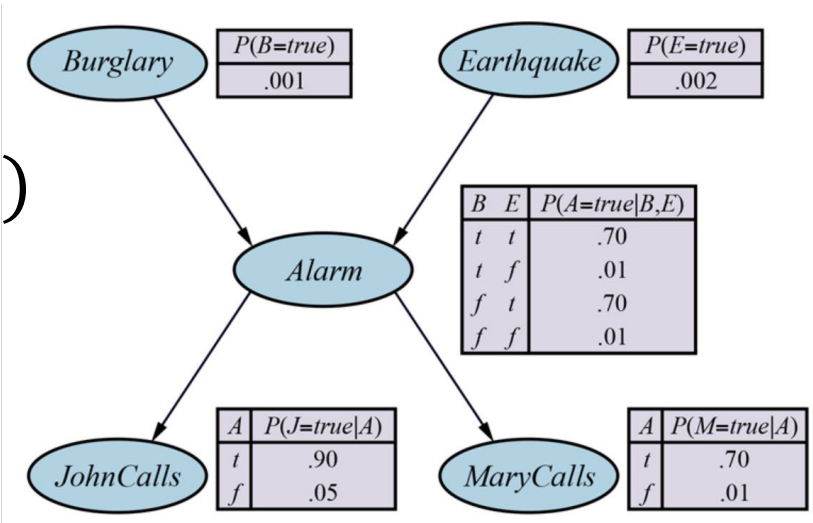 Burglary
P(B=true)
.001
Earthquake
P(E=true)
.002
)
B E P(A=true|B,E)
t t .70
t f .01
f t .70
f f .01
Alarm
A P(J=true|A)
t .90
f .05
JohnCalls
A P(M=true|A)
t .70
f .01
MaryCalls